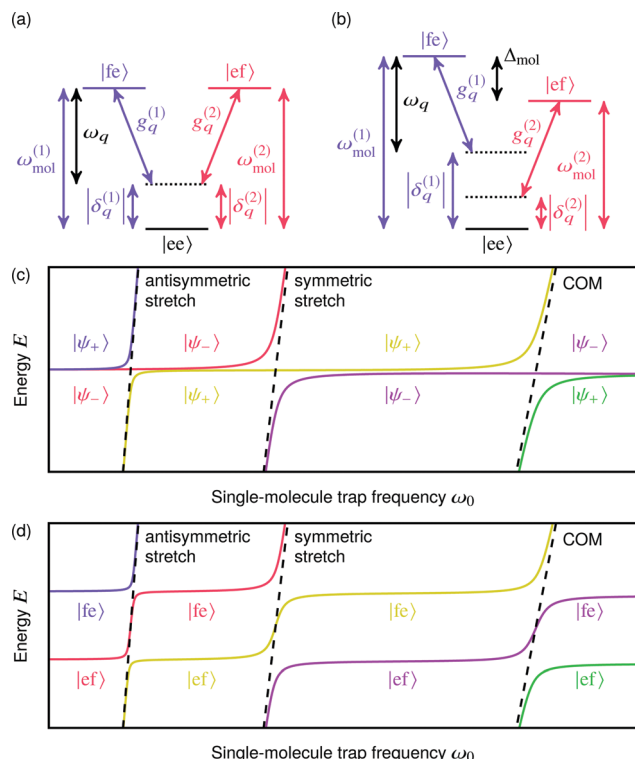 (a)
|fe⟩
|ef⟩
ω_mol^(1)
ω_q
g_q^(1)
g_q^(2)
ω_mol^(2)
|δ_q^(1)|
|δ_q^(2)|
|ee⟩
(b)
|fe⟩
Δ_mol
|ef⟩
ω_mol^(1)
ω_q
g_q^(1)
g_q^(2)
ω_mol^(2)
|δ_q^(1)|
|δ_q^(2)|
|ee⟩
(c)
antisymmetric
stretch
symmetric
stretch
COM
|ψ₊⟩
|ψ₋⟩
|ψ₊⟩
|ψ₋⟩
|ψ₋⟩
|ψ₊⟩
|ψ₋⟩
|ψ₊⟩
Energy E
Single-molecule trap frequency ω₀
(d)
antisymmetric
stretch
symmetric
stretch
COM
|fe⟩
|fe⟩
|fe⟩
|fe⟩
|ef⟩
|ef⟩
|ef⟩
|ef⟩
Energy E
Single-molecule trap frequency ω₀